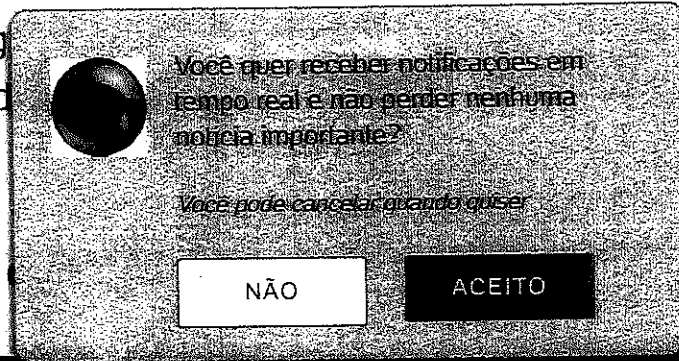 Você quer receber notificações em
tempo real e não perder nenhuma
notícia importante?
Você pode cancelar quando quiser
NÃO
ACEITO